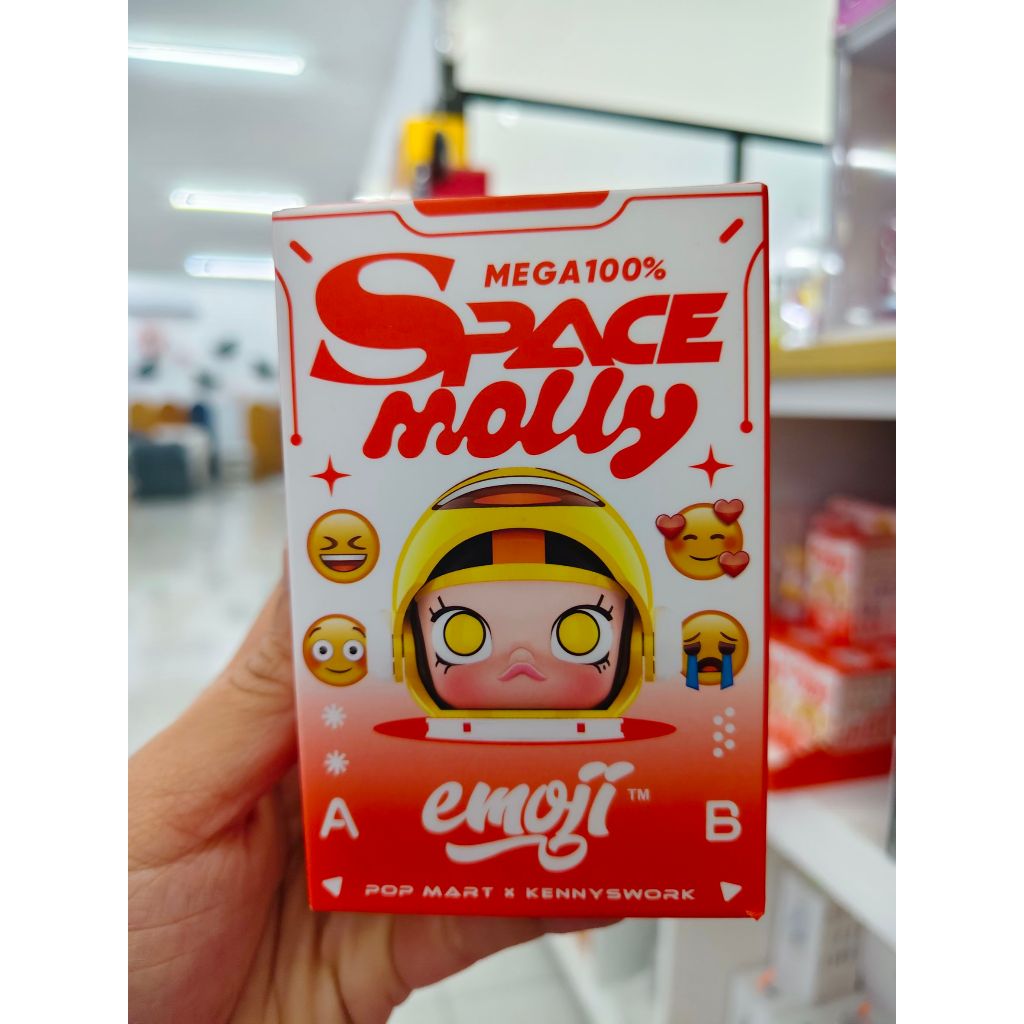 MEGA100%
SPACE
molly
emoji™
A
B
POP MART x KENNYSWORK